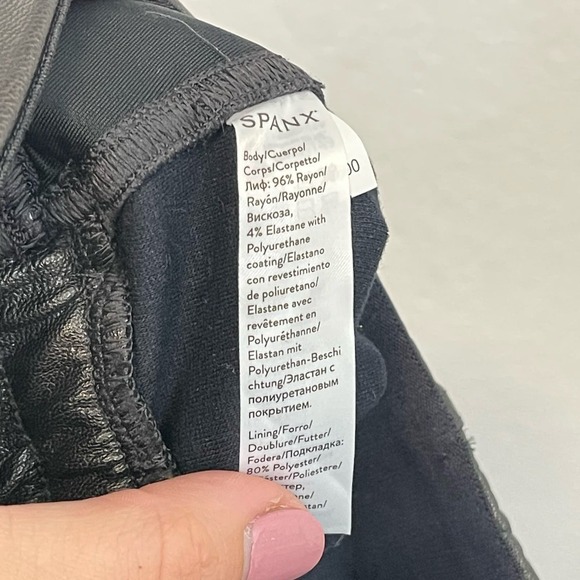 SPANX
Body/Cuerpo/
Corps/Corpetto/
Лиф: 96% Rayon/
Rayón/Rayonne/
Вискоза,
4% Elastane with
Polyurethane
coating/Elastano
con revestimiento
de poliuretano/
Elastane avec
revêtement en
Polyuréthanne/
Elastan mit
Polyurethan-Beschi
chtung/Эластан с
полиуретановым
покрытием.
Lining/Forro/
Doublure/Futter/
Fodera/Подкладка:
80% Polyester/
/Poliestere/
00